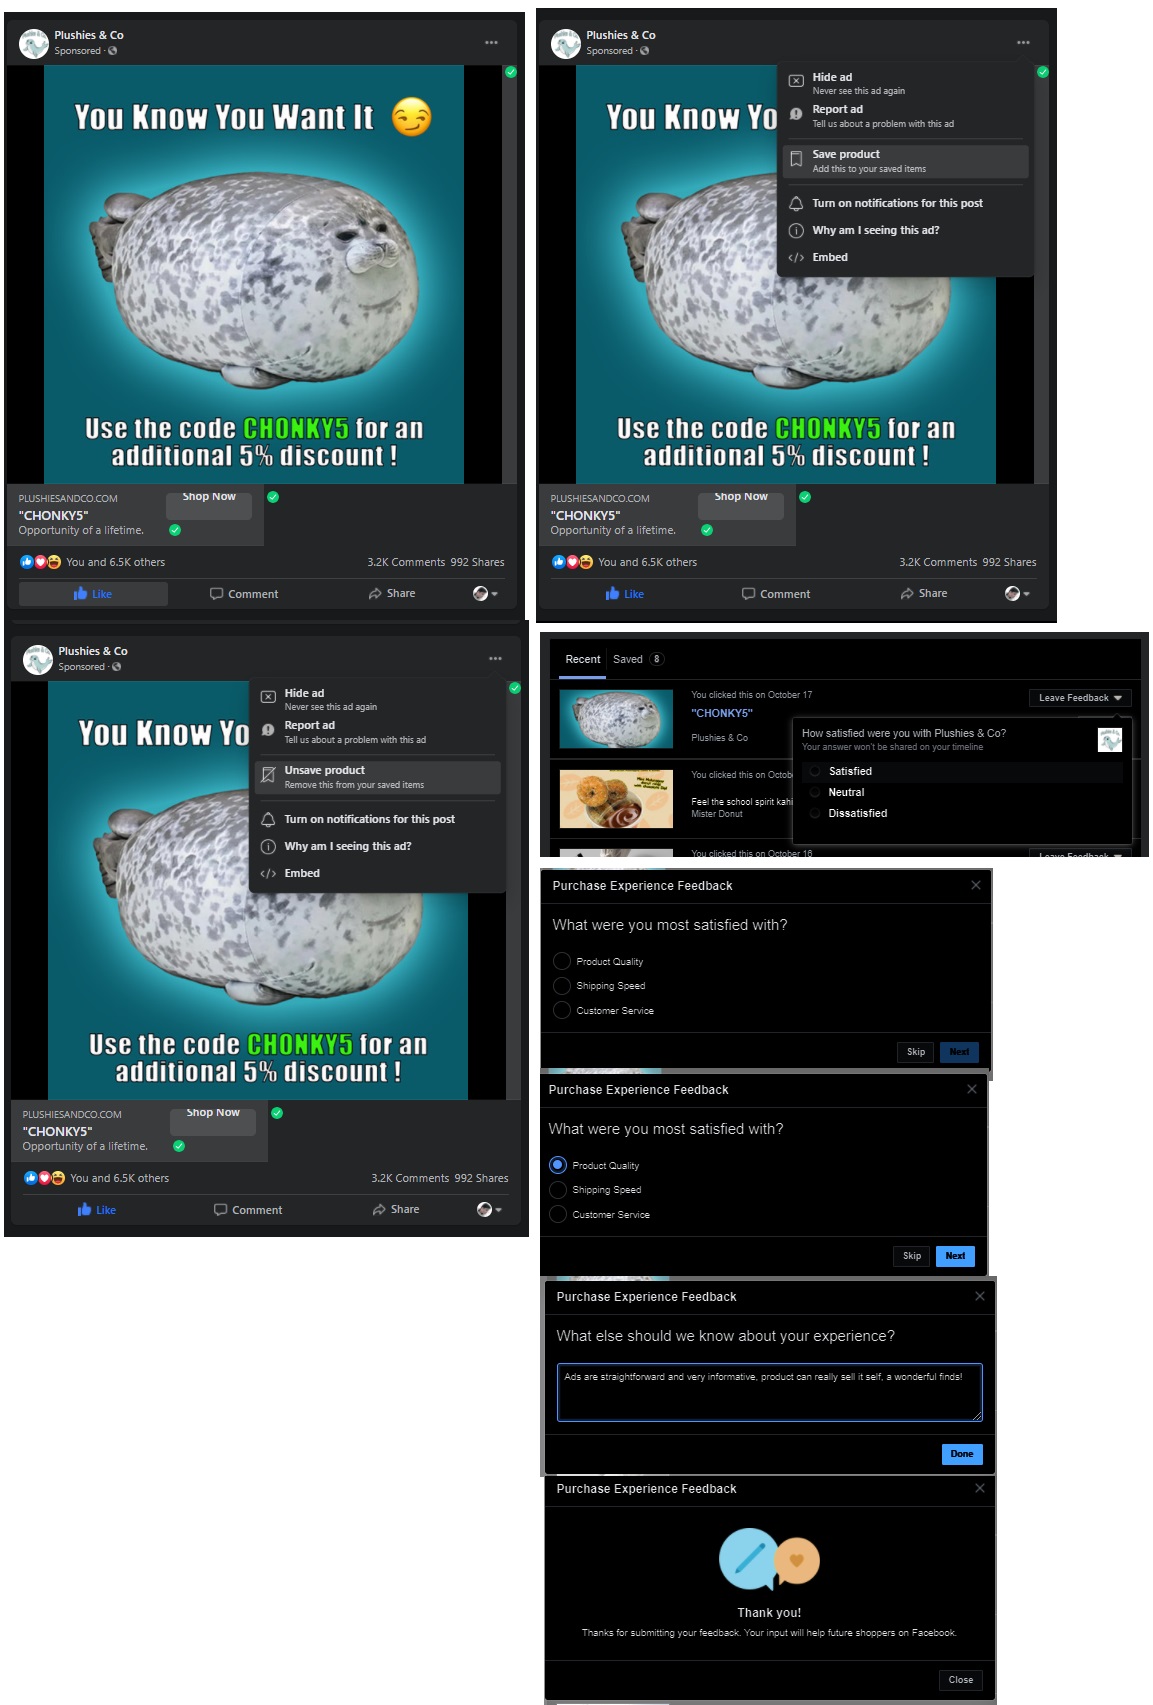 Plushies & Co
Sponsored ·
You Know You Want It
Use the code CHONKY5 for an
additional 5% discount !
PLUSHIESANDCO.COM
Shop Now
"CHONKY5"
Opportunity of a lifetime.
You and 6.5K others
3.2K Comments 992 Shares
Like
Comment
Share
Plushies & Co
Sponsored ·
You Know Yo
Hide ad
Never see this ad again
Report ad
Tell us about a problem with this ad
Save product
Add this to your saved items
Turn on notifications for this post
Why am I seeing this ad?
Embed
Use the code CHONKY5 for an
additional 5% discount !
PLUSHIESANDCO.COM
Shop Now
"CHONKY5"
Opportunity of a lifetime.
You and 6.5K others
3.2K Comments 992 Shares
Like
Comment
Share
Plushies & Co
Sponsored ·
You Know Yo
Hide ad
Never see this ad again
Report ad
Tell us about a problem with this ad
Unsave product
Remove this from your saved items
Turn on notifications for this post
Why am I seeing this ad?
Embed
Use the code CHONKY5 for an
additional 5% discount !
PLUSHIESANDCO.COM
Shop Now
"CHONKY5"
Opportunity of a lifetime.
You and 6.5K others
3.2K Comments 992 Shares
Like
Comment
Share
Recent
Saved 8
You clicked this on October 17
"CHONKY5"
Plushies & Co
Leave Feedback
How satisfied were you with Plushies & Co?
Your answer won't be shared on your timeline
Satisfied
Neutral
Dissatisfied
You clicked this on Octob
Feel the school spirit kahi
Mister Donut
You clicked this on October 16
Leave Feedback
Purchase Experience Feedback
What were you most satisfied with?
Product Quality
Shipping Speed
Customer Service
Skip
Next
Purchase Experience Feedback
What were you most satisfied with?
Product Quality
Shipping Speed
Customer Service
Skip
Next
Purchase Experience Feedback
What else should we know about your experience?
Ads are straightforward and very informative, product can really sell it self, a wonderful finds!
Done
Purchase Experience Feedback
Thank you!
Thanks for submitting your feedback. Your input will help future shoppers on Facebook.
Close